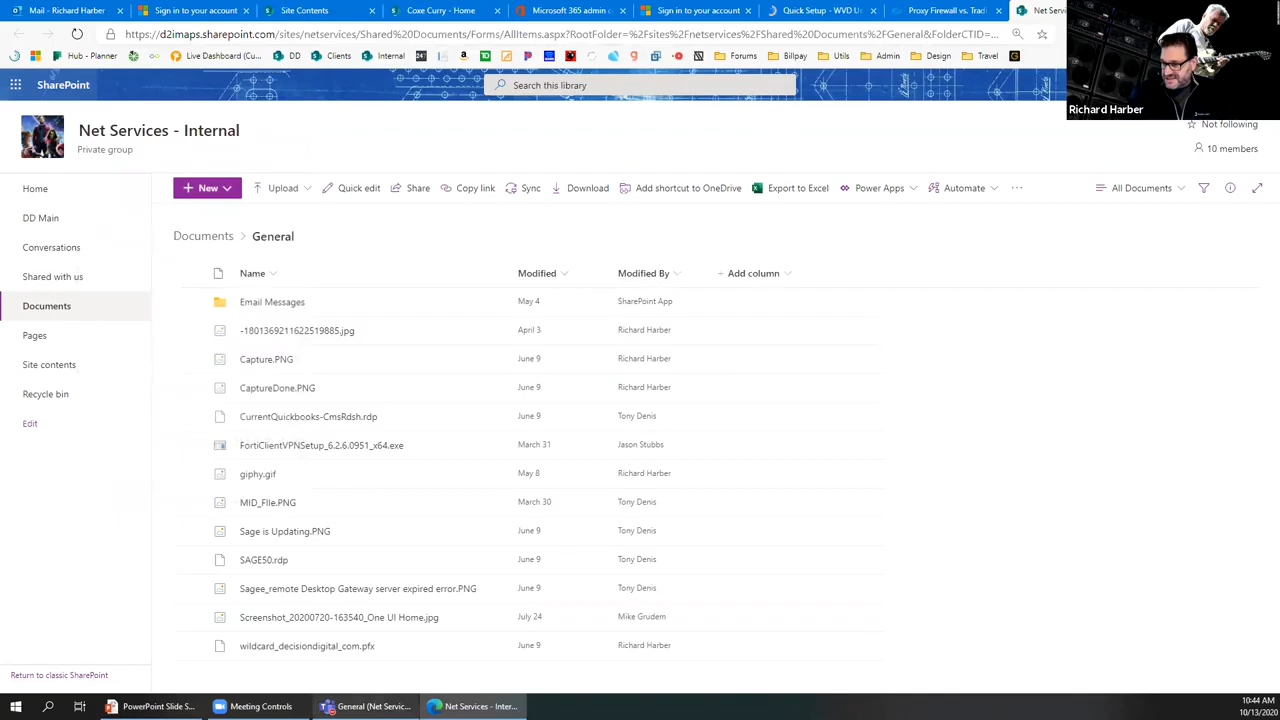 Mail - Richard Harber
Sign in to your account
Site Contents
Coxe Curry - Home
Microsoft 365 admin c
Sign in to your account
Quick Setup - WVD U
Proxy Firewall vs. Tradi
Net Serv
https://d2imaps.sharepoint.com/sites/netservices/Shared%20Documents/Forms/AllItems.aspx?RootFolder=%2Fsites%2Fnetservices%2FShared%20Documents%2FGeneral&FolderCTID=...
Hub - Planner
Live Dashboard (Cu...
DD
Clients
Internal
Forums
Billpay
Utils
Admin
Design
Travel
Richard Harber
SharePoint
Search this library
Net Services - Internal
Private group
Not following
10 members
Home
DD Main
Conversations
Shared with us
Documents
Pages
Site contents
Recycle bin
Edit
Return to classic SharePoint
+ New
Upload
Quick edit
Share
Copy link
Sync
Download
Add shortcut to OneDrive
Export to Excel
Power Apps
Automate
...
All Documents
Documents > General
Name Modified Modified By + Add column
Email Messages May 4 SharePoint App
-1801369211622519885.jpg April 3 Richard Harber
Capture.PNG June 9 Richard Harber
CaptureDone.PNG June 9 Richard Harber
CurrentQuickbooks-CmsRdsh.rdp June 9 Tony Denis
FortiClientVPNSetup_6.2.6.0951_x64.exe March 31 Jason Stubbs
giphy.gif May 8 Richard Harber
MID_FIle.PNG March 30 Tony Denis
Sage is Updating.PNG June 9 Tony Denis
SAGE50.rdp June 9 Tony Denis
Sagee_remote Desktop Gateway server expired error.PNG June 9 Tony Denis
Screenshot_20200720-163540_One UI Home.jpg July 24 Mike Grudem
wildcard_decisiondigital_com.pfx June 9 Richard Harber
PowerPoint Slide S...
Meeting Controls
General (Net Servic...
Net Services - Inter...
10:44 AM
10/13/2020